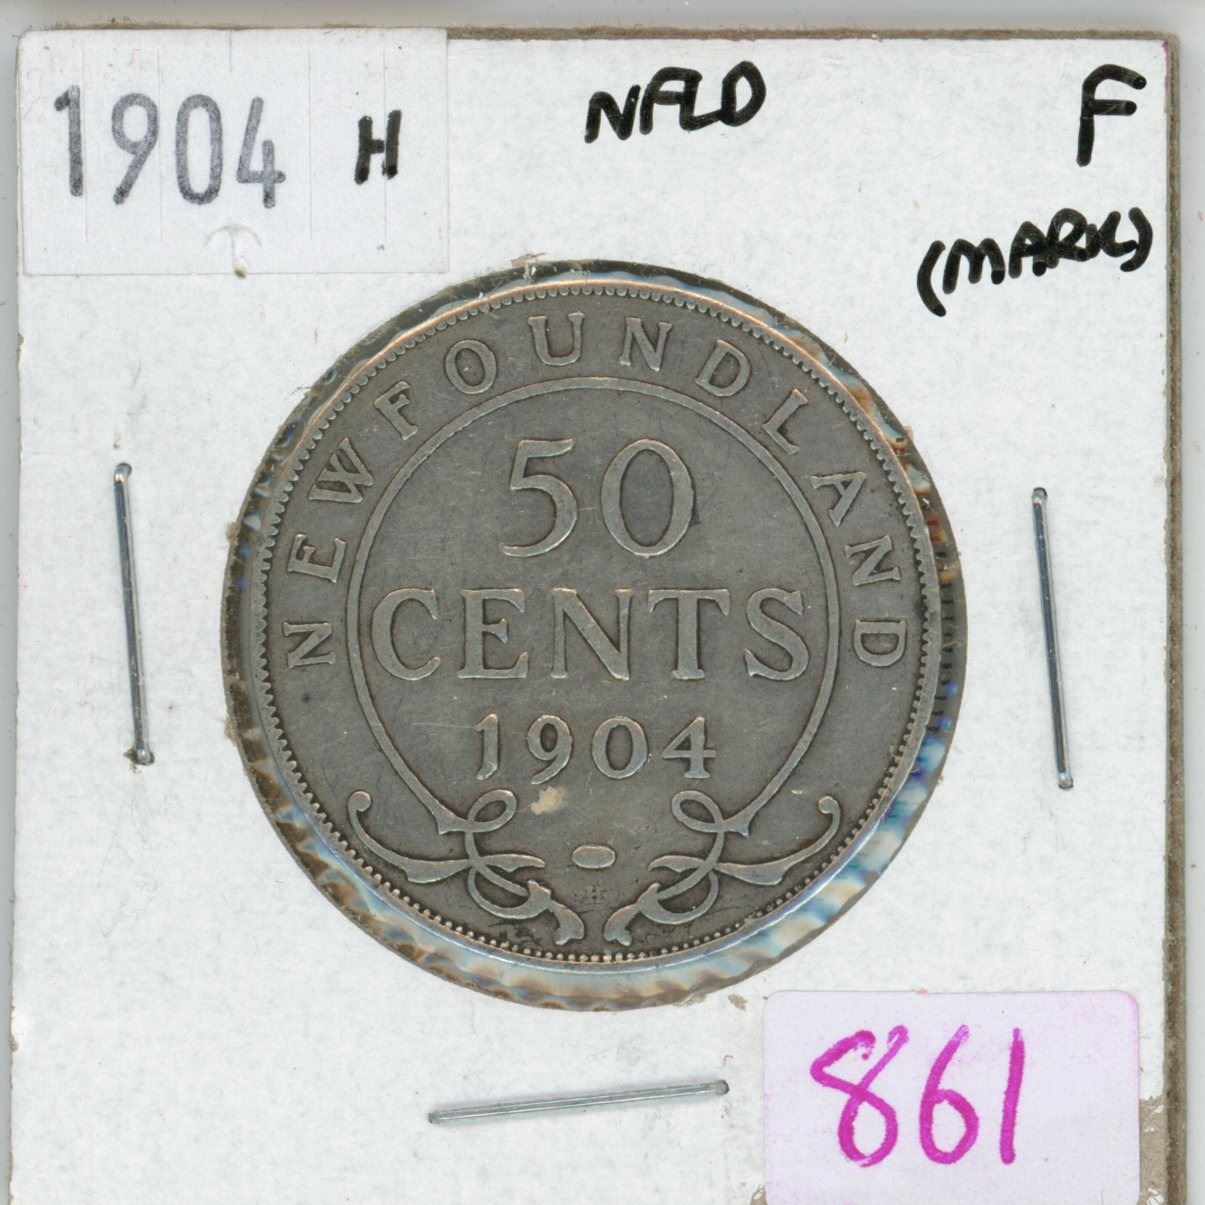 1904 H NFLD F
(MARK)
NEWFOUNDLAND
50
CENTS
1904
H
861